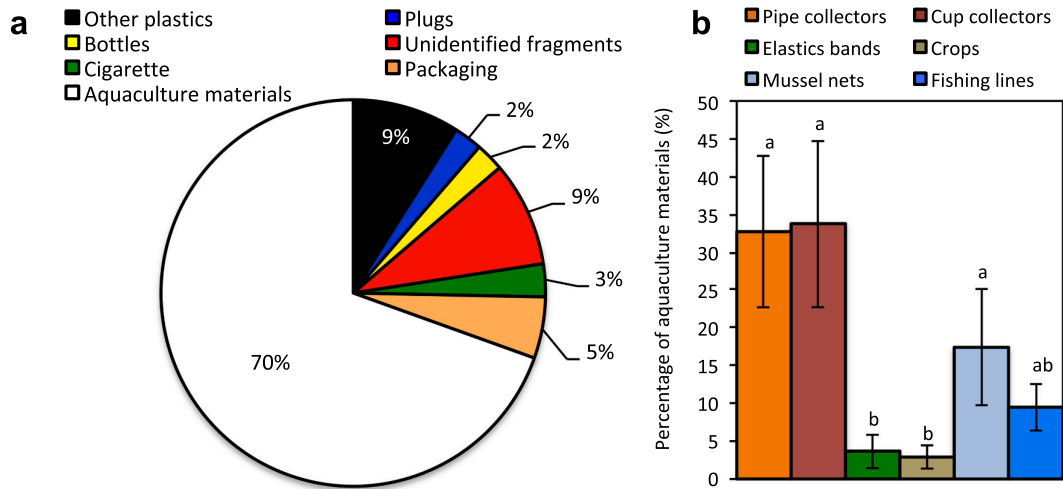 a
Other plastics
Plugs
Bottles
Unidentified fragments
Cigarette
Packaging
Aquaculture materials
9%
2%
2%
9%
3%
5%
70%
b
Pipe collectors
Cup collectors
Elastics bands
Crops
Mussel nets
Fishing lines
Percentage of aquaculture materials (%)
50
45
40
35
30
25
20
15
10
5
0
a
a
b
b
a
ab